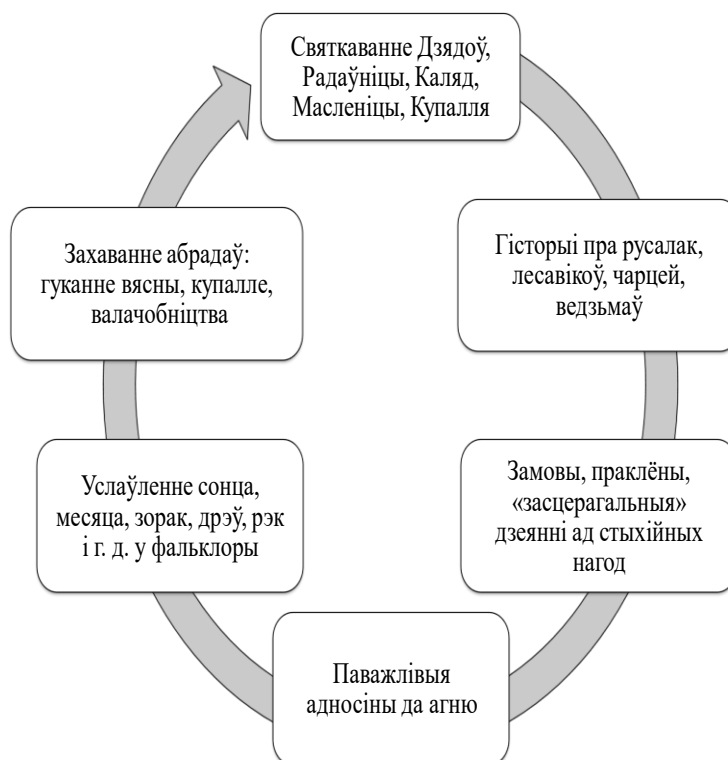 Святкаванне Дзядоў,
Радаўніцы, Каляд,
Масленіцы, Купалля
Гісторыі пра русалак,
лесавікоў, чарцей,
ведзьмаў
Замовы, праклёны,
«засцерагальныя»
дзеянні ад стыхійных
нагод
Паважлівыя
адносіны да агню
Услаўленне сонца,
месяца, зорак, дрэў, рэк
і г. д. у фальклоры
Захаванне абрадаў:
гуканне вясны, купалле,
валачобніцтва